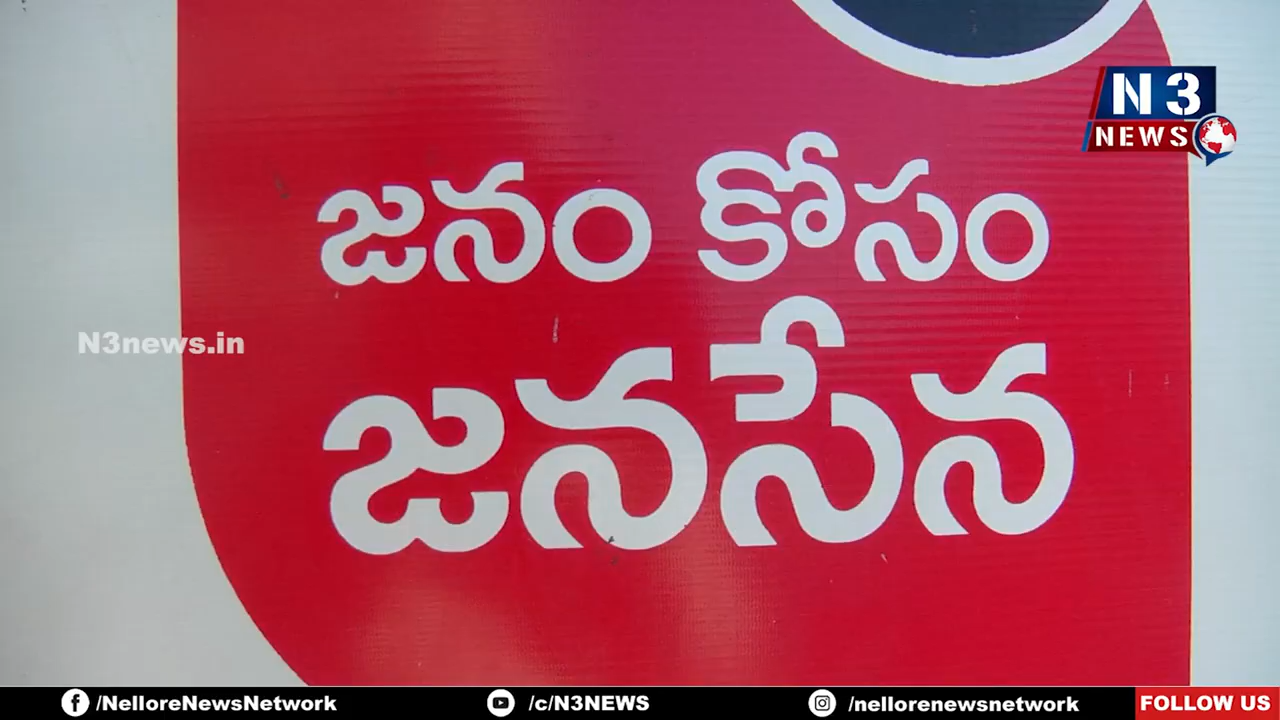 N3
NEWS
జనం కోసం
N3news.in
జనసేన
/NelloreNewsNetwork
/c/N3NEWS
/nellorenewsnetwork
FOLLOW US